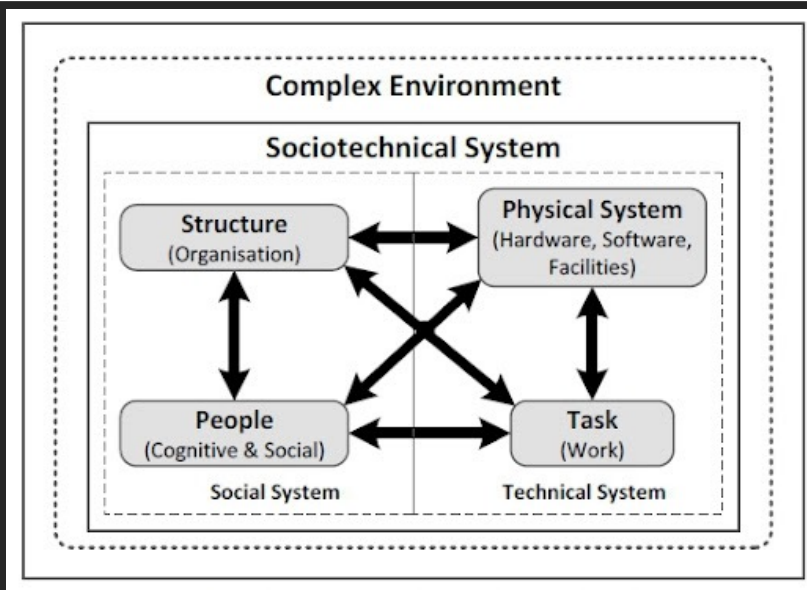 Complex Environment
Sociotechnical System
Structure
(Organisation)
Physical System
(Hardware, Software,
Facilities)
People
(Cognitive & Social)
Task
(Work)
Social System
Technical System